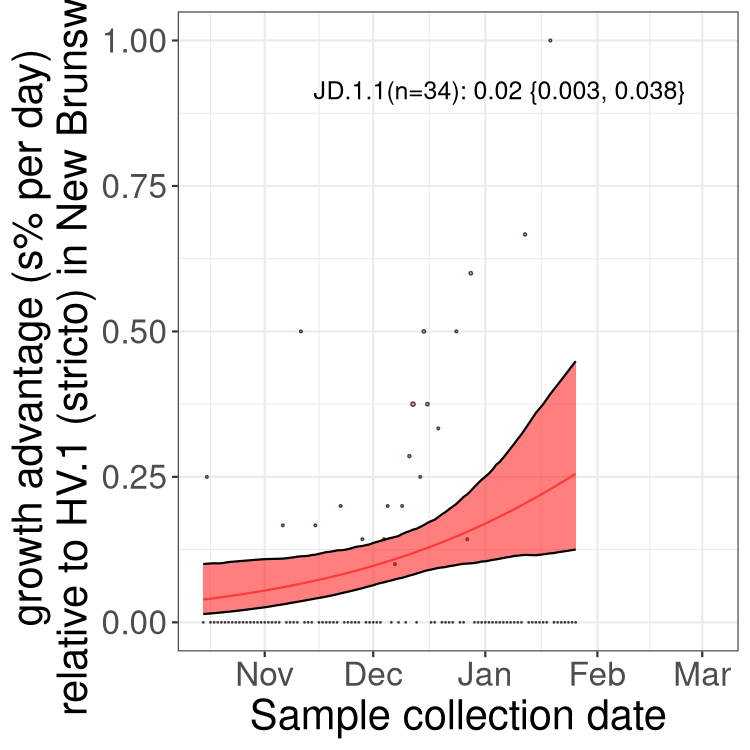 growth advantage (s% per day)
relative to HV.1 (stricto) in New Brunsw
1.00
0.75
0.50
0.25
0.00
JD.1.1(n=34): 0.02 {0.003, 0.038}
Nov Dec Jan Feb Mar
Sample collection date